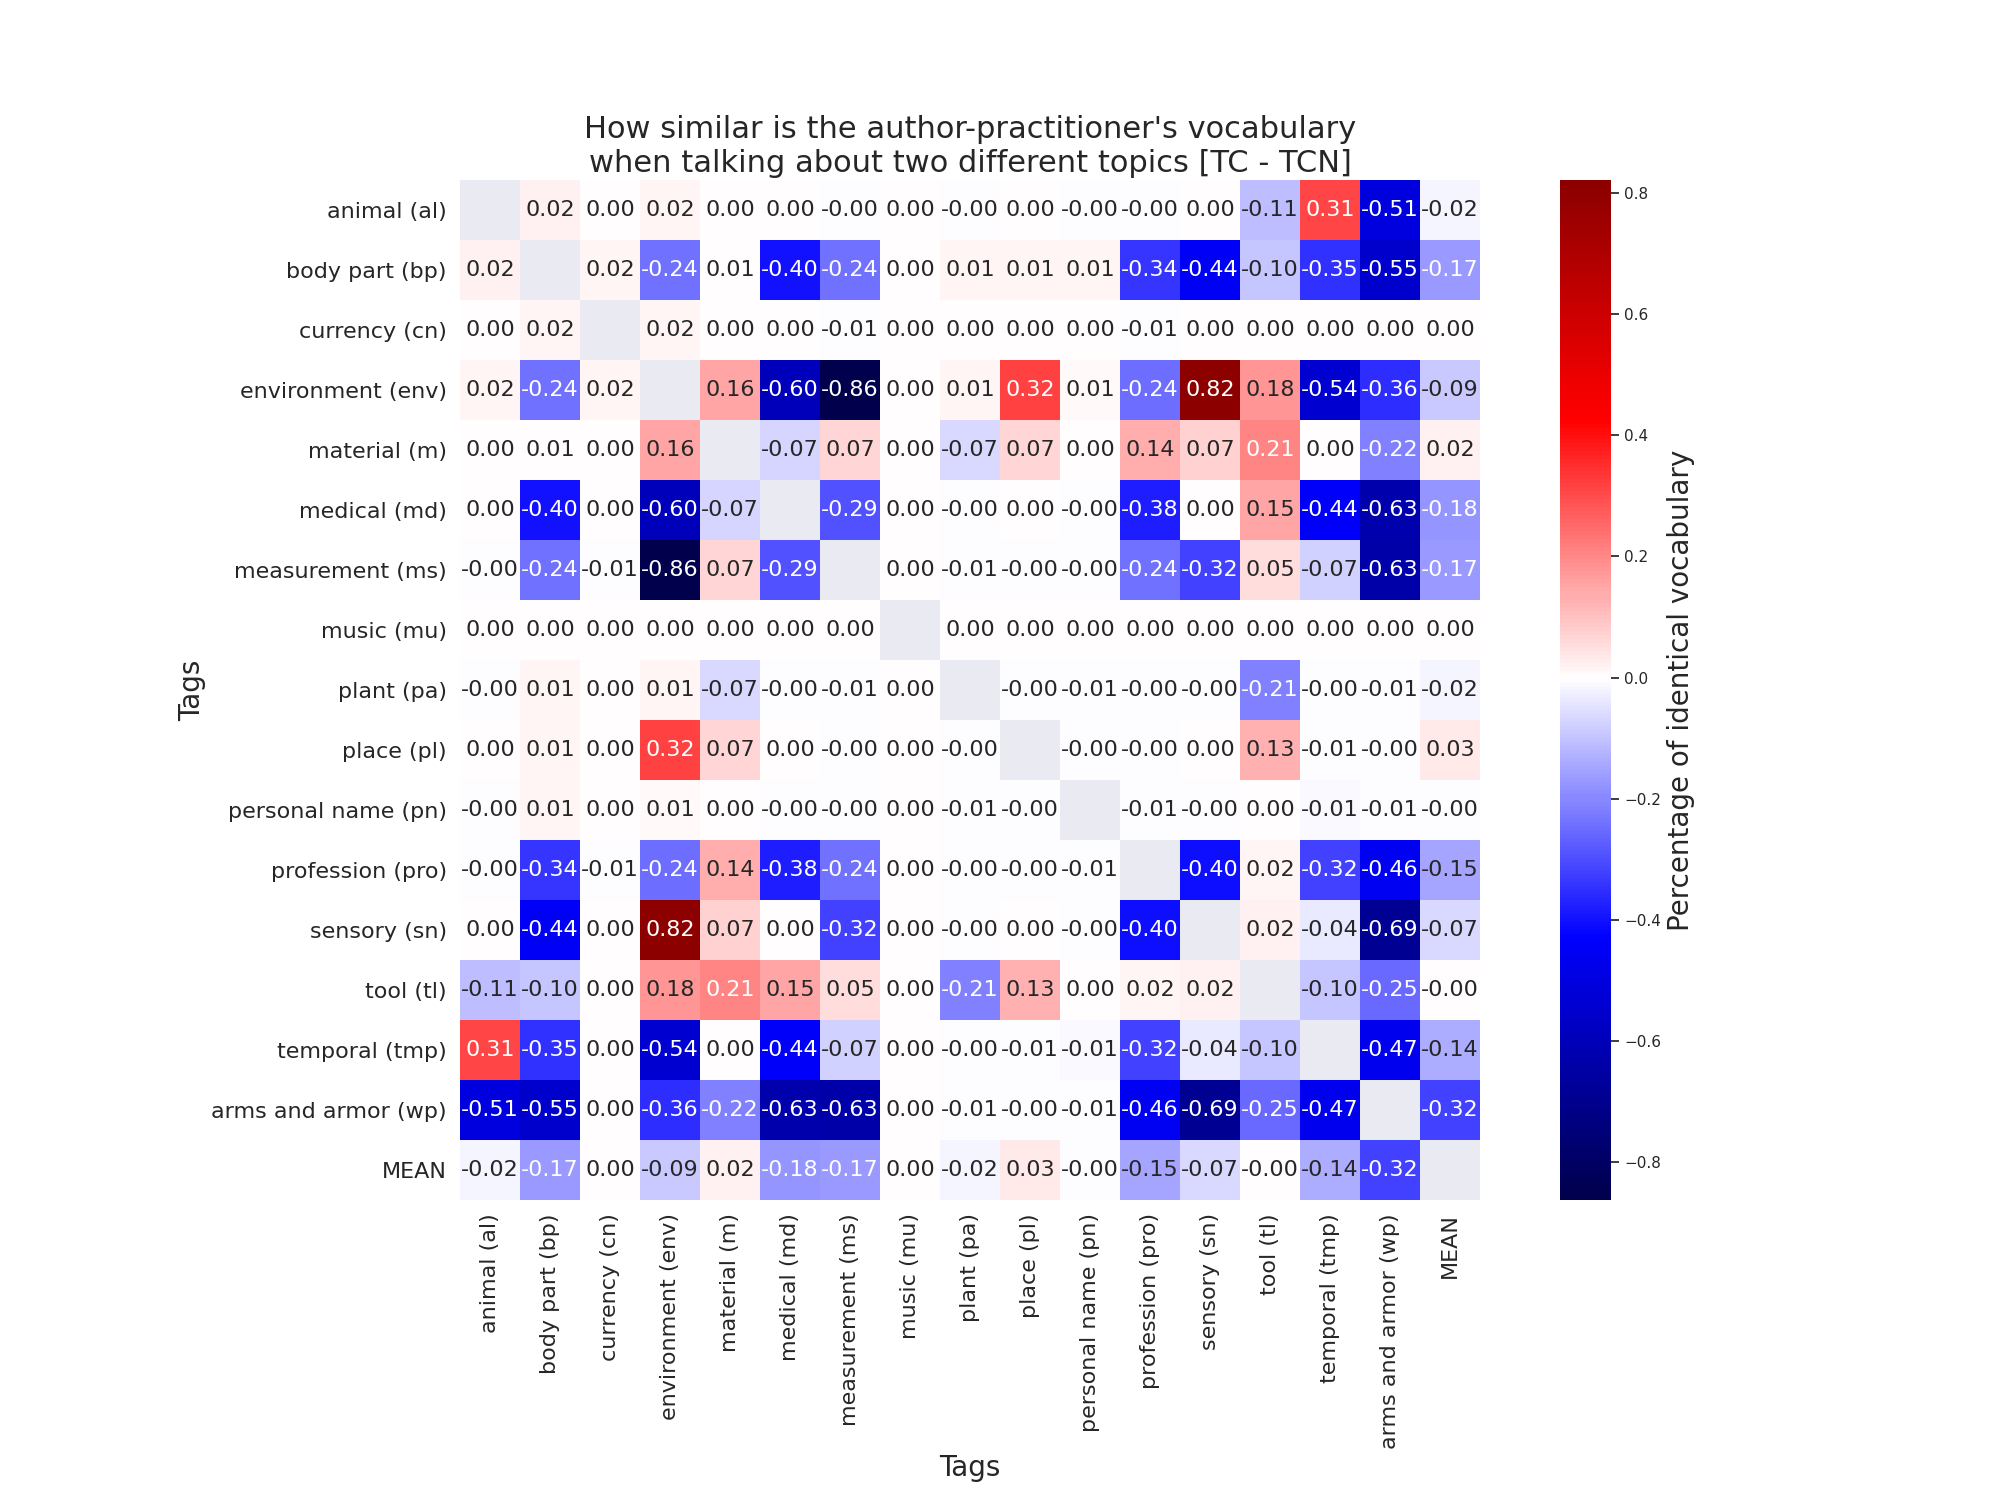 How similar is the author-practitioner's vocabulary
when talking about two different topics [TC - TCN]
animal (al) 0.02 0.00 0.02 0.00 0.00 -0.00 0.00 -0.00 0.00 -0.00 -0.00 0.00 -0.11 0.31 -0.51 -0.02
body part (bp) 0.02 0.02 -0.24 0.01 -0.40 -0.24 0.00 0.01 0.01 0.01 -0.34 -0.44 -0.10 -0.35 -0.55 -0.17
currency (cn) 0.00 0.02 0.02 0.00 0.00 -0.01 0.00 0.00 0.00 0.00 -0.01 0.00 0.00 0.00 0.00 0.00
environment (env) 0.02 -0.24 0.02 0.16 -0.60 -0.86 0.00 0.01 0.32 0.01 -0.24 0.82 0.18 -0.54 -0.36 -0.09
material (m) 0.00 0.01 0.00 0.16 -0.07 0.07 0.00 -0.07 0.07 0.00 0.14 0.07 0.21 0.00 -0.22 0.02
medical (md) 0.00 -0.40 0.00 -0.60 -0.07 -0.29 0.00 -0.00 0.00 -0.00 -0.38 0.00 0.15 -0.44 -0.63 -0.18
measurement (ms) -0.00 -0.24 -0.01 -0.86 0.07 -0.29 0.00 -0.01 -0.00 -0.00 -0.24 -0.32 0.05 -0.07 -0.63 -0.17
music (mu) 0.00 0.00 0.00 0.00 0.00 0.00 0.00 0.00 0.00 0.00 0.00 0.00 0.00 0.00 0.00 0.00
plant (pa) -0.00 0.01 0.00 0.01 -0.07 -0.00 -0.01 0.00 -0.00 -0.01 -0.00 -0.00 -0.21 -0.00 -0.01 -0.02
place (pl) 0.00 0.01 0.00 0.32 0.07 0.00 -0.00 0.00 -0.00 -0.00 -0.00 0.00 0.13 -0.01 -0.00 0.03
personal name (pn) -0.00 0.01 0.00 0.01 0.00 -0.00 -0.00 0.00 -0.01 -0.00 -0.01 -0.00 0.00 -0.01 -0.01 -0.00
profession (pro) -0.00 -0.34 -0.01 -0.24 0.14 -0.38 -0.24 0.00 -0.00 -0.00 -0.01 -0.40 0.02 -0.32 -0.46 -0.15
sensory (sn) 0.00 -0.44 0.00 0.82 0.07 0.00 -0.32 0.00 -0.00 0.00 -0.00 -0.40 0.02 -0.04 -0.69 -0.07
tool (tl) -0.11 -0.10 0.00 0.18 0.21 0.15 0.05 0.00 -0.21 0.13 0.00 0.02 0.02 -0.10 -0.25 -0.00
temporal (tmp) 0.31 -0.35 0.00 -0.54 0.00 -0.44 -0.07 0.00 -0.00 -0.01 -0.01 -0.32 -0.04 -0.10 -0.47 -0.14
arms and armor (wp) -0.51 -0.55 0.00 -0.36 -0.22 -0.63 -0.63 0.00 -0.01 -0.00 -0.01 -0.46 -0.69 -0.25 -0.47 -0.32
MEAN -0.02 -0.17 0.00 -0.09 0.02 -0.18 -0.17 0.00 -0.02 0.03 -0.00 -0.15 -0.07 -0.00 -0.14 -0.32
Tags
animal (al)
body part (bp)
currency (cn)
environment (env)
material (m)
medical (md)
measurement (ms)
music (mu)
plant (pa)
place (pl)
personal name (pn)
profession (pro)
sensory (sn)
tool (tl)
temporal (tmp)
arms and armor (wp)
MEAN
Tags
0.8
0.6
0.4
0.2
0.0
−0.2
−0.4
−0.6
−0.8
Percentage of identical vocabulary